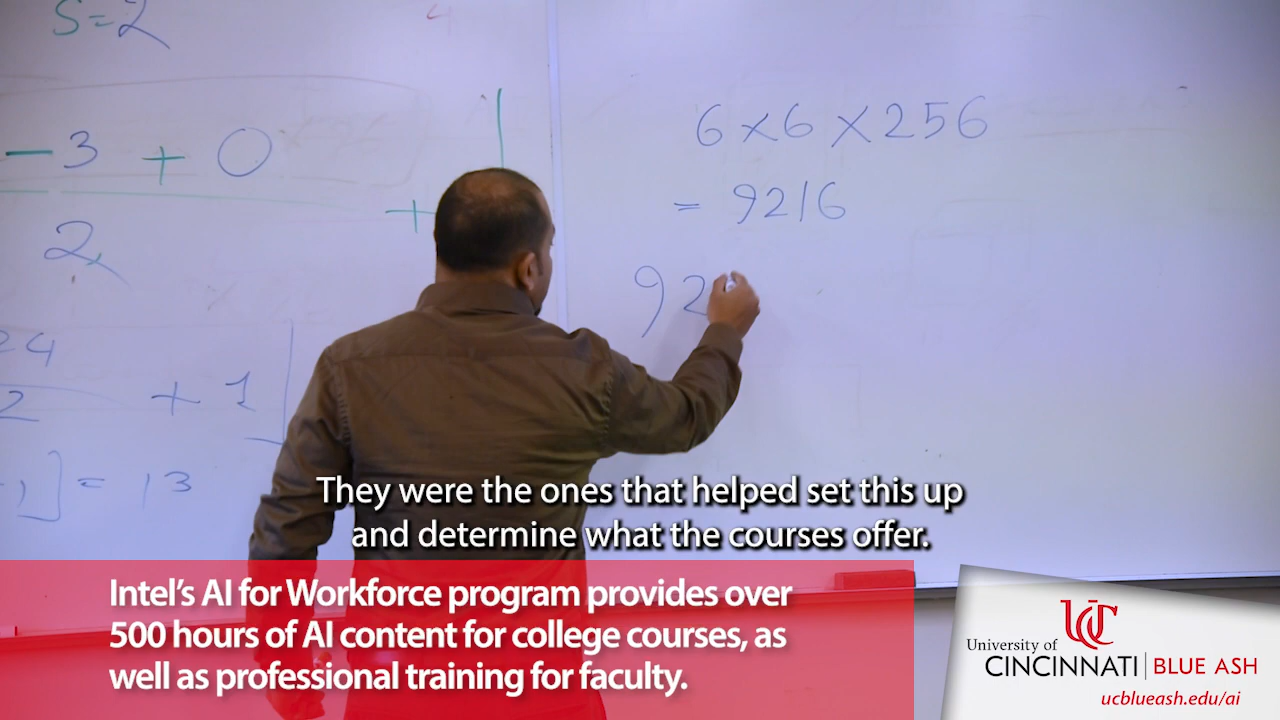 S=2
4
6 x 6 x 256
- 3 + 0
= 9216
+
2
92
24
2 + 1
] = 13
They were the ones that helped set this up
and determine what the courses offer.
Intel's AI for Workforce program provides over
500 hours of AI content for college courses, as
well as professional training for faculty.
UC
University of
CINCINNATI | BLUE ASH
ucblueash.edu/ai